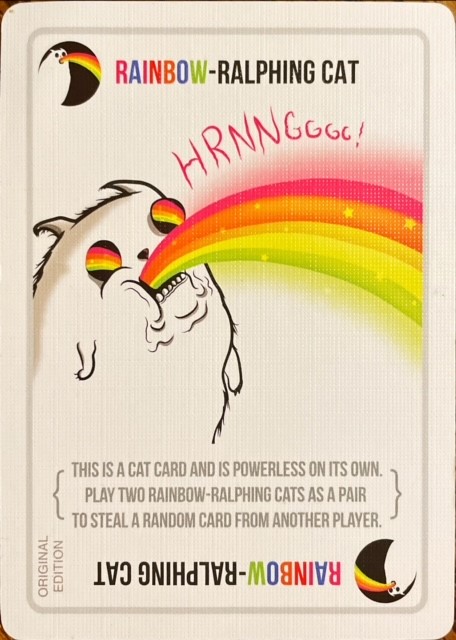 RAINBOW-RALPHING CAT
HRNNGGGG!
THIS IS A CAT CARD AND IS POWERLESS ON ITS OWN.
PLAY TWO RAINBOW-RALPHING CATS AS A PAIR
TO STEAL A RANDOM CARD FROM ANOTHER PLAYER.
ORIGINAL
EDITION
RAINBOW-RALPHING CAT